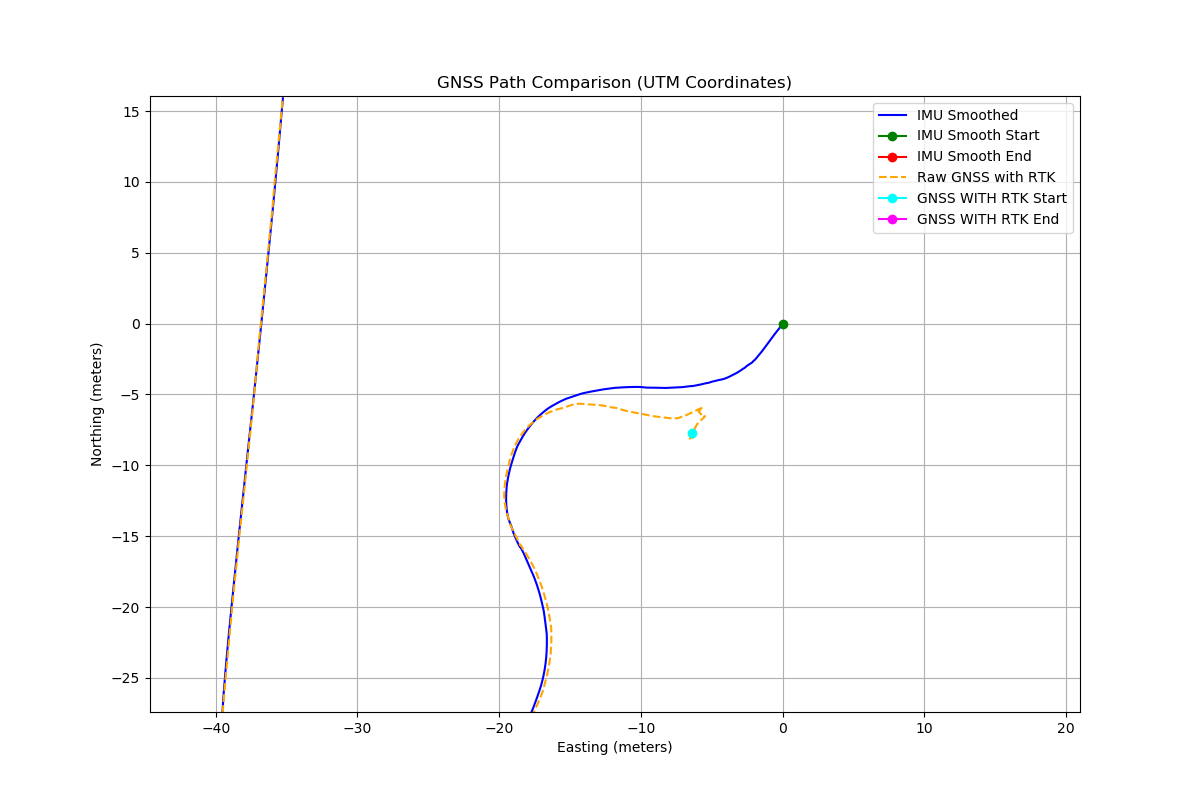 GNSS Path Comparison (UTM Coordinates)
IMU Smoothed
IMU Smooth Start
IMU Smooth End
Raw GNSS with RTK
GNSS WITH RTK Start
GNSS WITH RTK End
15
10
5
0
−5
−10
−15
−20
−25
Northing (meters)
−40 −30 −20 −10 0 10 20
Easting (meters)